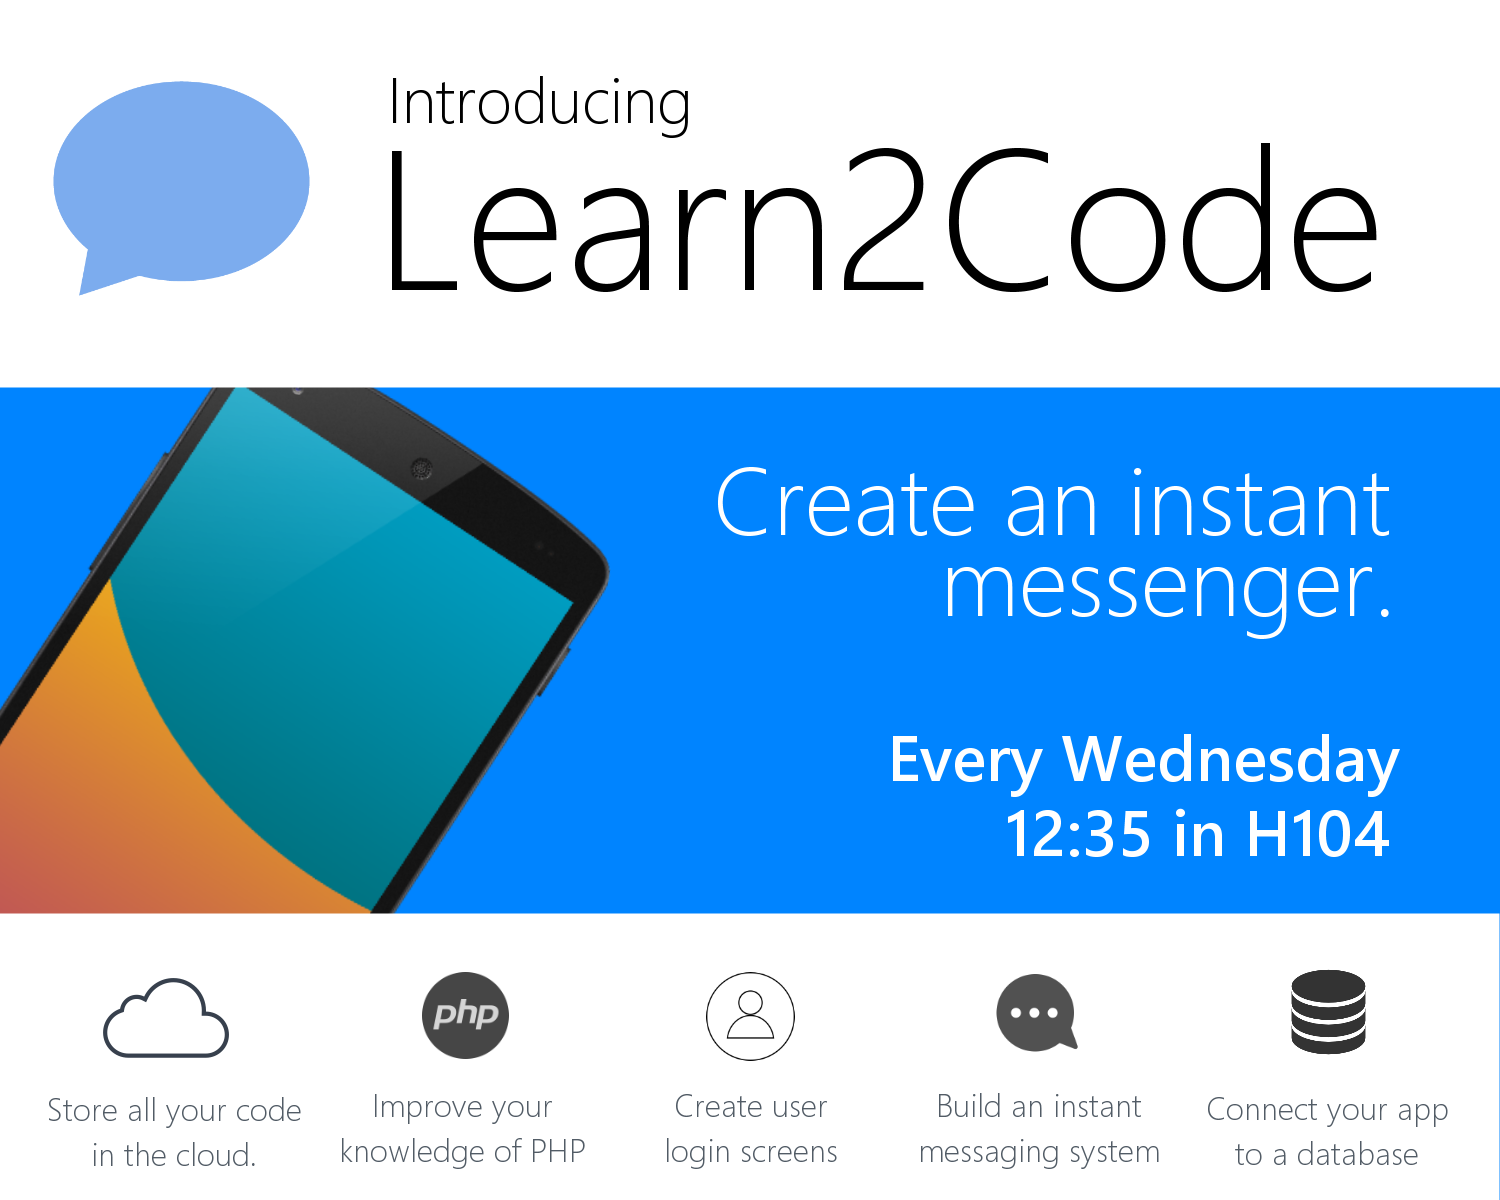 Introducing
Learn2Code
Create an instant
messenger.
Every Wednesday
12:35 in H104
php
Store all your code
in the cloud.
Improve your
knowledge of PHP
Create user
login screens
Build an instant
messaging system
Connect your app
to a database